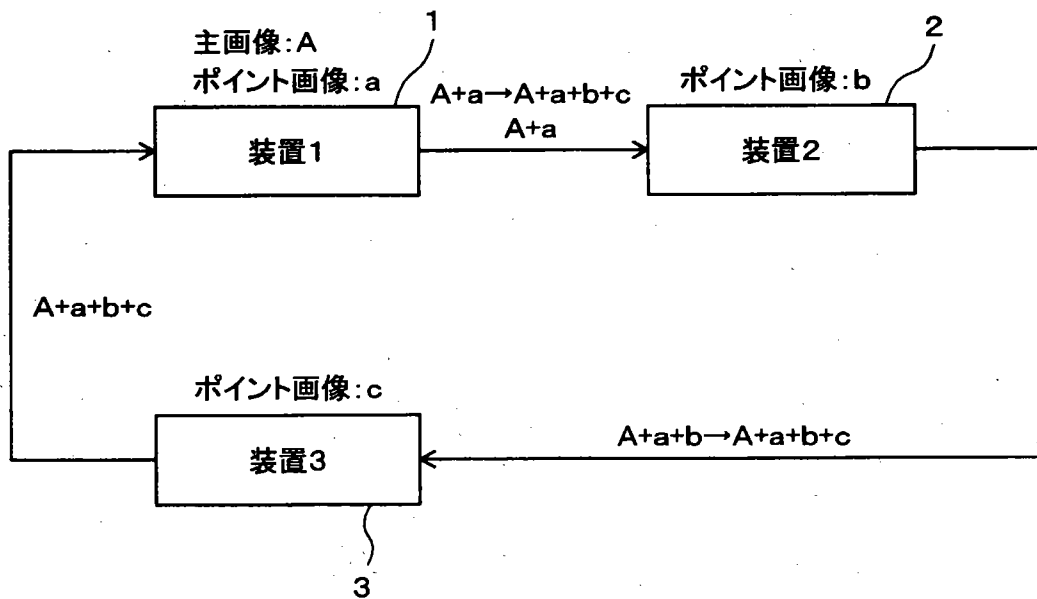 1
主画像:A
ポイント画像:a
装置1
A+a→A+a+b+c
A+a
2
ポイント画像:b
装置2
A+a+b+c
ポイント画像:c
装置3
A+a+b→A+a+b+c
3